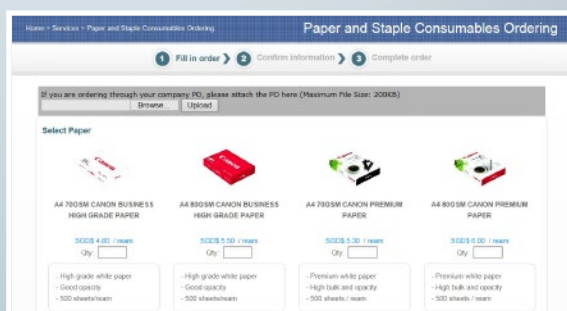 Home > Services > Paper and Staple Consumables Ordering
Paper and Staple Consumables Ordering
1 Fill in order > 2 Confirm information > 3 Complete order
If you are ordering through your company PO, please attach the PO here (Maximum File Size: 200KB)
Browse... Upload
Select Paper
Canon
Canon
Canon
Canon
A4 70GSM CANON BUSINESS
HIGH GRADE PAPER
A4 80GSM CANON BUSINESS
HIGH GRADE PAPER
A4 70GSM CANON PREMIUM
PAPER
A4 80GSM CANON PREMIUM
PAPER
SGD$ 4.60 / ream
SGD$ 5.50 / ream
SGD$ 5.30 / ream
SGD$ 6.00 / ream
Qty:
Qty:
Qty:
Qty:
- High grade white paper
- Good opacity
- 500 sheets/ream
- High grade white paper
- Good opacity
- 500 sheets/ream
- Premium white paper
- High bulk and opacity
- 500 sheets / ream
- Premium white paper
- High bulk and opacity
- 500 sheets / ream